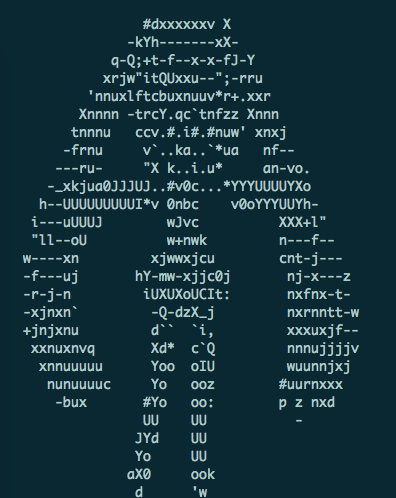 #dxxxxxxv X
-kYh-------xX-
q-Q;+t-f--x-x-fJ-Y
xrjw"itQUxxu--";-rru
'nnuxlftcbuxnuuv*r+.xxr
Xnnnn -trcY.qc`tnfzz Xnnn
tnnnu   ccv.#.i#.#nuw' xnxj
-frnu     v`..ka..`*ua   nf--
---ru-     "X k..i.u*     an-vo.
-_xkjua0JJJUJ..#v0c...*YYYUUUUYXo
h--UUUUUUUUUI*v 0nbc    v0oYYYUUYh-
i---uUUUJ        wJvc         XXX+l"
"ll--oU          w+nwk         n---f--
w----xn         xjwwxjcu        cnt-j---
-f---uj       hY-mw-xjjc0j       nj-x---z
-r-j-n         iUXUXoUCIt:       nxfnx-t-
-xjnxn`         -Q-dzX_j         nxrnntt-w
+jnjxnu         d``  `i,         xxxuxjf--
xxnuxnvq       Xd*  c`Q         nnnujjjjv
xnnuuuuu      Yoo  oIU         wuunnjxj
nunuuuuc     Yo   ooz        #uurnxxx
-bux       #Yo   oo:        p z nxd
UU    UU           -
JYd   UU
Yo     UU
aX0     ook
d      'w